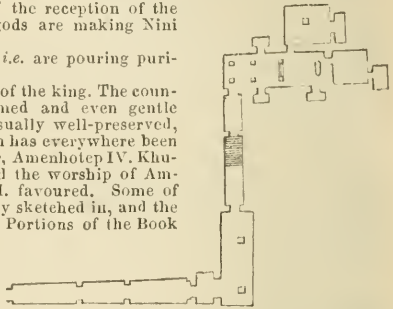 the reception of the
gods are making Nini
i.e. are pouring puri-
of the king. The coun-
med and even gentle
sually well-preserved,
n has everywhere been
, Amenhotep IV. Khu-
d the worship of Am-
I. favoured. Some of
y sketched in, and the
Portions of the Book